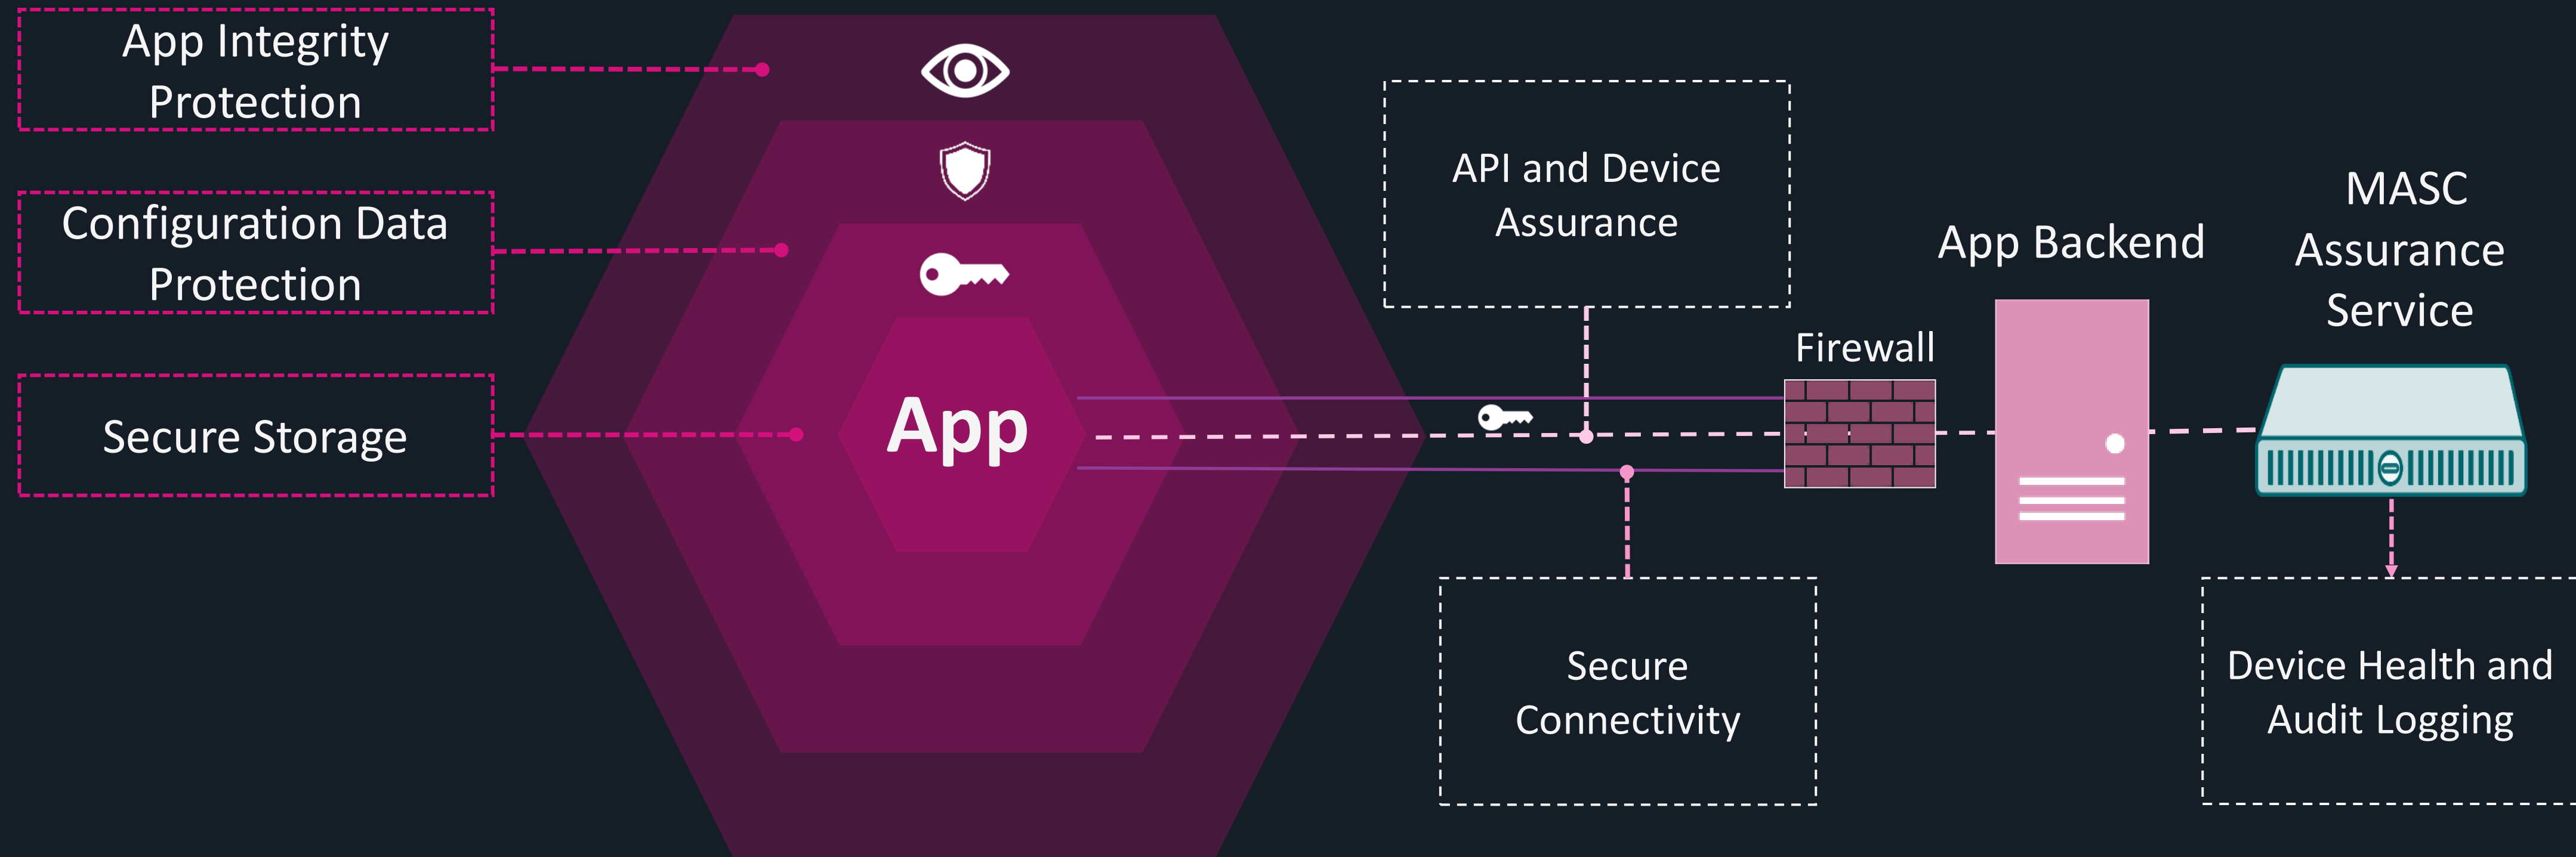 App Integrity
Protection
Configuration Data
Protection
Secure Storage
App
API and Device
Assurance
Secure
Connectivity
Firewall
App Backend
MASC
Assurance
Service
Device Health and
Audit Logging